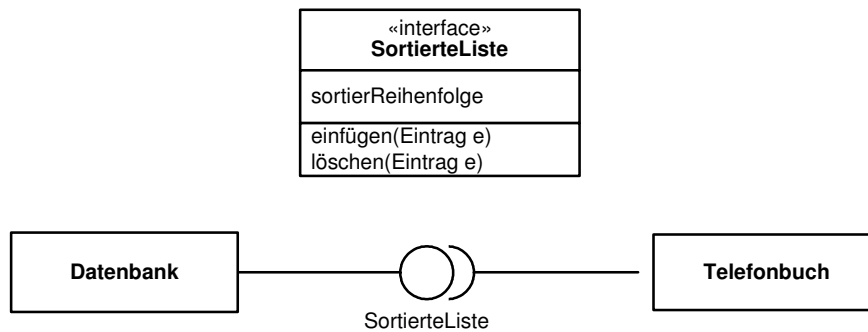 «interface»
SortierteListe
sortierReihenfolge
einfügen(Eintrag e)
löschen(Eintrag e)
Datenbank
Telefonbuch
SortierteListe